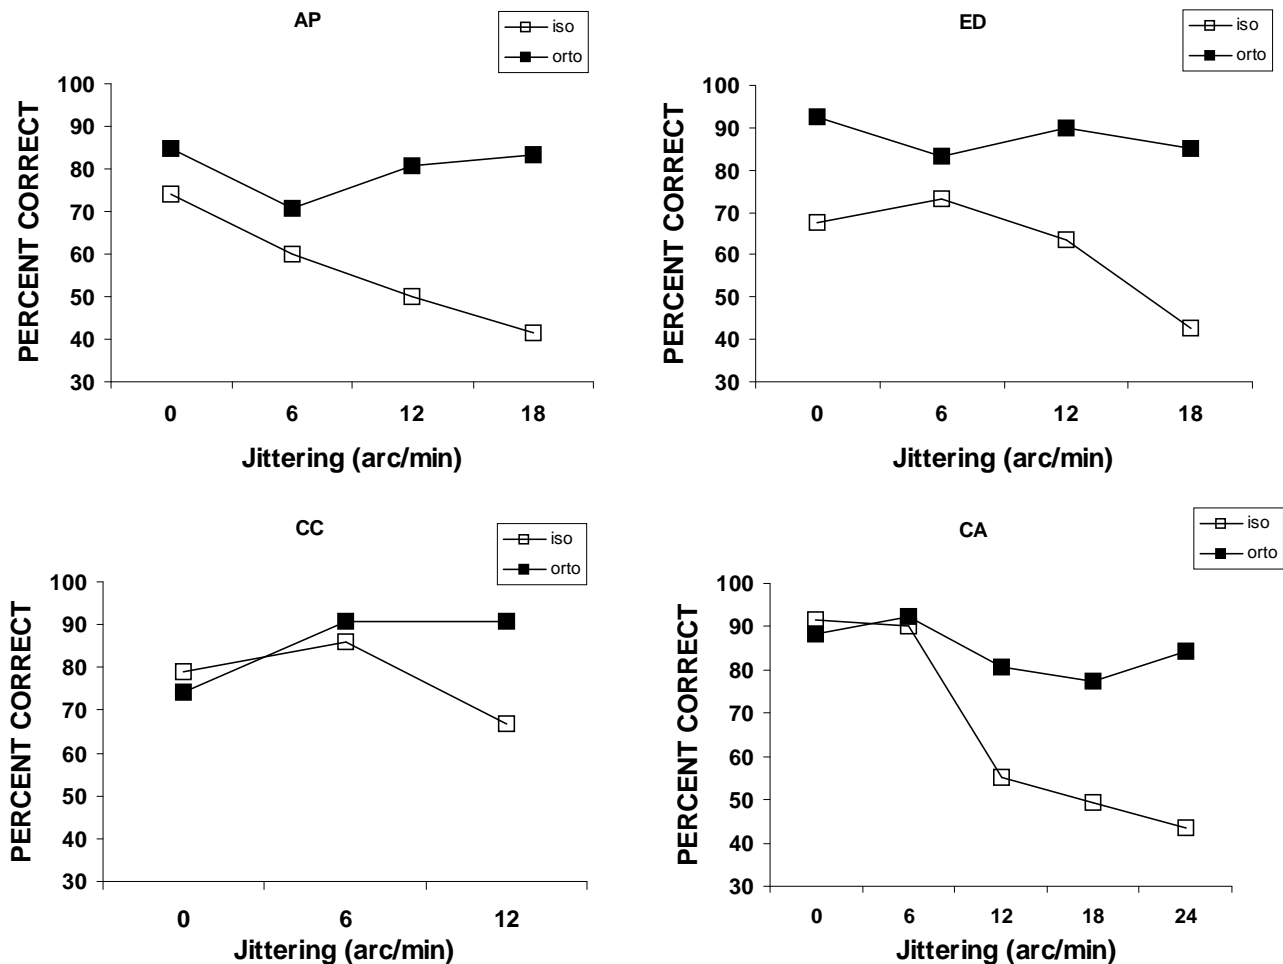 AP
iso
orto
PERCENT CORRECT
100
90
80
70
60
50
40
30
0 6 12 18
Jittering (arc/min)
ED
iso
orto
PERCENT CORRECT
100
90
80
70
60
50
40
30
0 6 12 18
Jittering (arc/min)
CC
iso
orto
PERCENT CORRECT
100
90
80
70
60
50
40
30
0 6 12
Jittering (arc/min)
CA
iso
orto
PERCENT CORRECT
100
90
80
70
60
50
40
30
0 6 12 18 24
Jittering (arc/min)